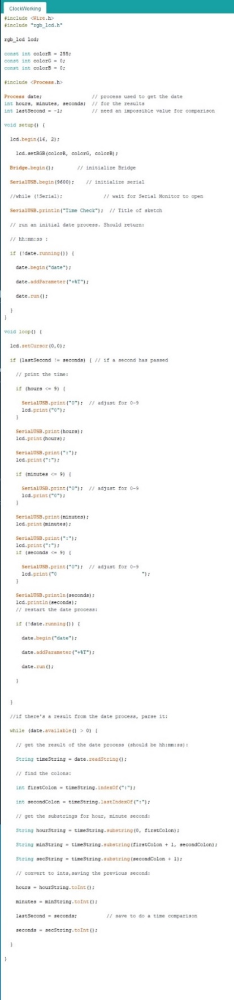 ClockWorking
#include <Wire.h>
#include "rgb_lcd.h"
rgb_lcd lcd;
const int colorR = 255;
const int colorG = 0;
const int colorB = 0;
#include <Process.h>
Process date;                 // process used to get the date
int hours, minutes, seconds;  // for the results
int lastSecond = -1;          // need an impossible value for comparison
void setup() {
lcd.begin(16, 2);
lcd.setRGB(colorR, colorG, colorB);
Bridge.begin();        // initialize Bridge
SerialUSB.begin(9600);    // initialize serial
//while (!Serial);              // wait for Serial Monitor to open
SerialUSB.println("Time Check");  // Title of sketch
// run an initial date process. Should return:
// hh:mm:ss :
if (!date.running()) {
date.begin("date");
date.addParameter("+%T");
date.run();
}
}
void loop() {
lcd.setCursor(0,0);
if (lastSecond != seconds) { // if a second has passed
// print the time:
if (hours <= 9) {
SerialUSB.print("0");  // adjust for 0-9
lcd.print("0");
}
SerialUSB.print(hours);
lcd.print(hours);
SerialUSB.print(":");
lcd.print(":");
if (minutes <= 9) {
SerialUSB.print("0");  // adjust for 0-9
lcd.print("0");
}
SerialUSB.print(minutes);
lcd.print(minutes);
SerialUSB.print(":");
lcd.print(":");
if (seconds <= 9) {
SerialUSB.print("0");  // adjust for 0-9
lcd.print("0                             ");
}
SerialUSB.println(seconds);
lcd.println(seconds);
// restart the date process:
if (!date.running()) {
date.begin("date");
date.addParameter("+%T");
date.run();
}
}
//if there's a result from the date process, parse it:
while (date.available() > 0) {
// get the result of the date process (should be hh:mm:ss):
String timeString = date.readString();
// find the colons:
int firstColon = timeString.indexOf(":");
int secondColon = timeString.lastIndexOf(":");
// get the substrings for hour, minute second:
String hourString = timeString.substring(0, firstColon);
String minString = timeString.substring(firstColon + 1, secondColon);
String secString = timeString.substring(secondColon + 1);
// convert to ints,saving the previous second:
hours = hourString.toInt();
minutes = minString.toInt();
lastSecond = seconds;          // save to do a time comparison
seconds = secString.toInt();
}
}